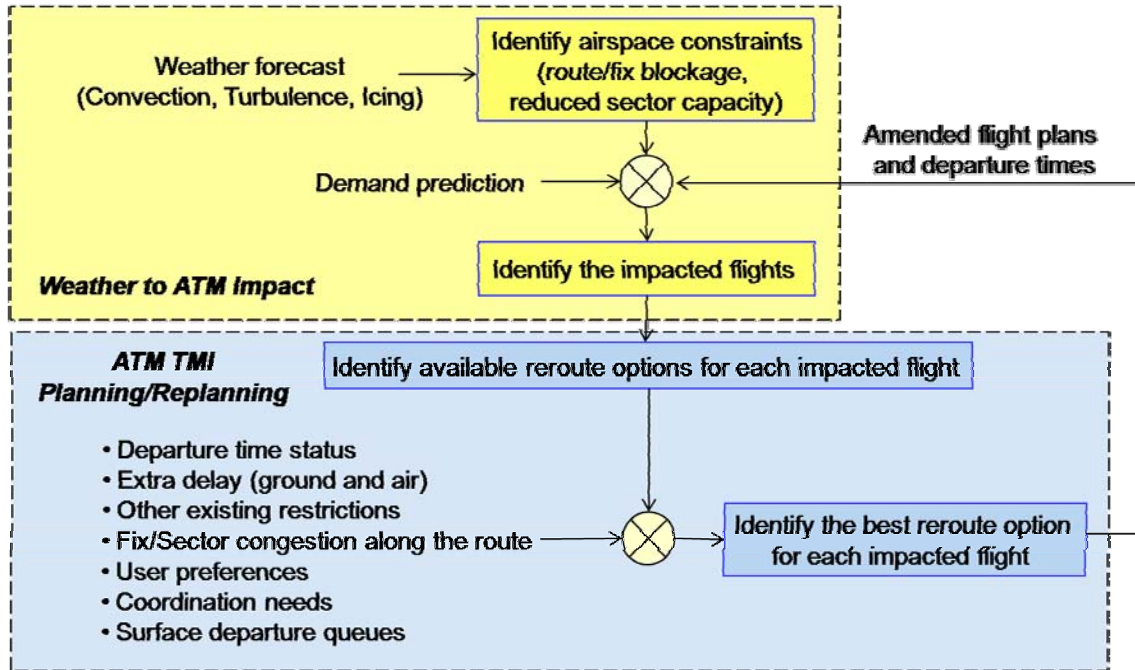 Identify airspace constraints
(route/fix blockage,
reduced sector capacity)
Weather forecast
(Convection, Turbulence, Icing)
Amended flight plans
and departure times
Demand prediction
Identify the impacted flights
Weather to ATM Impact
ATM TMI
Planning/Replanning
Identify available reroute options for each impacted flight
• Departure time status
• Extra delay (ground and air)
• Other existing restrictions
• Fix/Sector congestion along the route
• User preferences
• Coordination needs
• Surface departure queues
Identify the best reroute option
for each impacted flight